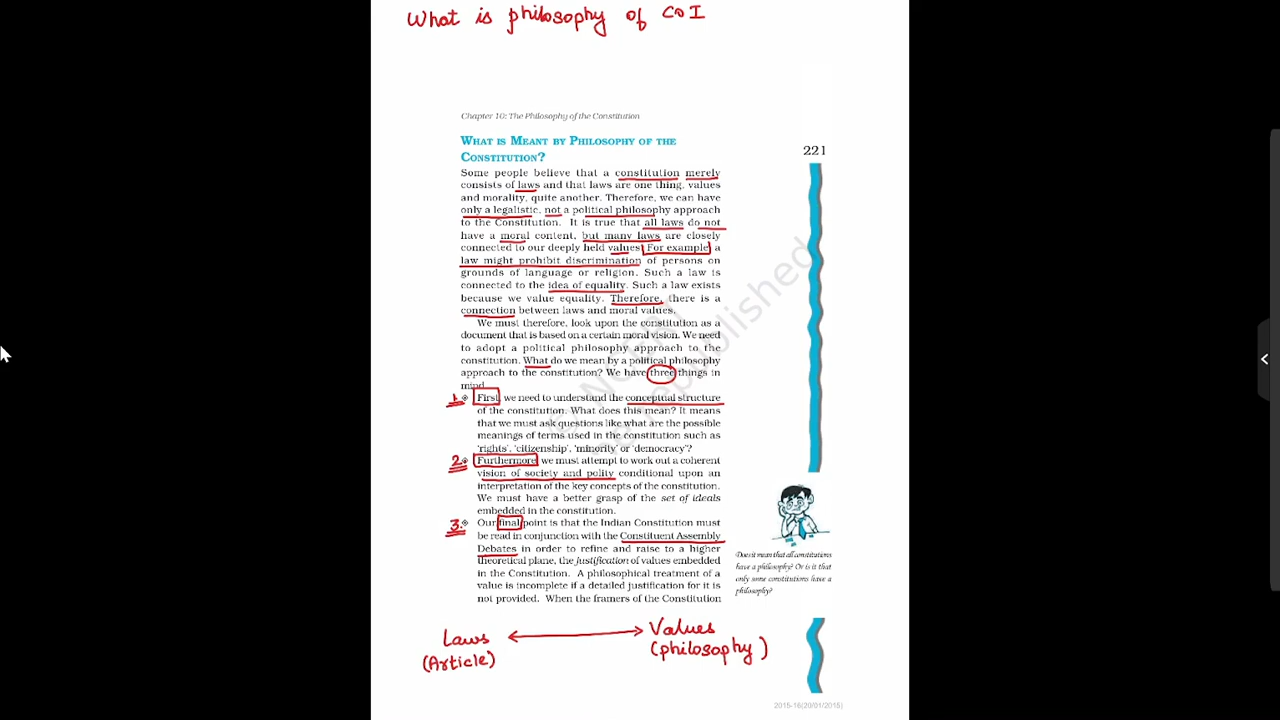 What is philosophy of CoI
Chapter 10: The Philosophy of the Constitution
WHAT IS MEANT BY PHILOSOPHY OF THE
CONSTITUTION?
221
Some people believe that a constitution merely
consists of laws and that laws are one thing, values
and morality, quite another. Therefore, we can have
only a legalistic, not a political philosophy approach
to the Constitution. It is true that all laws do not
have a moral content, but many laws are closely
connected to our deeply held values. For example, a
law might prohibit discrimination of persons on
grounds of language or religion. Such a law is
connected to the idea of equality. Such a law exists
because we value equality. Therefore, there is a
connection between laws and moral values.
We must therefore, look upon the constitution as a
document that is based on a certain moral vision. We need
to adopt a political philosophy approach to the
constitution. What do we mean by a political philosophy
approach to the constitution? We have three things in
mind.
1. First, we need to understand the conceptual structure
of the constitution. What does this mean? It means
that we must ask questions like what are the possible
meanings of terms used in the constitution such as
‘rights’, ‘citizenship’, ‘minority’ or ‘democracy’?
2. Furthermore, we must attempt to work out a coherent
vision of society and polity conditional upon an
interpretation of the key concepts of the constitution.
We must have a better grasp of the set of ideals
embedded in the constitution.
3. Our final point is that the Indian Constitution must
be read in conjunction with the Constituent Assembly
Debates in order to refine and raise to a higher
theoretical plane, the justification of values embedded
in the Constitution. A philosophical treatment of a
value is incomplete if a detailed justification for it is
not provided. When the framers of the Constitution
Does it mean that all constitutions
have a philosophy? Or is it that
only some constitutions have a
philosophy?
Laws
(Article)
Values
(philosophy)
2015-16(20/01/2015)